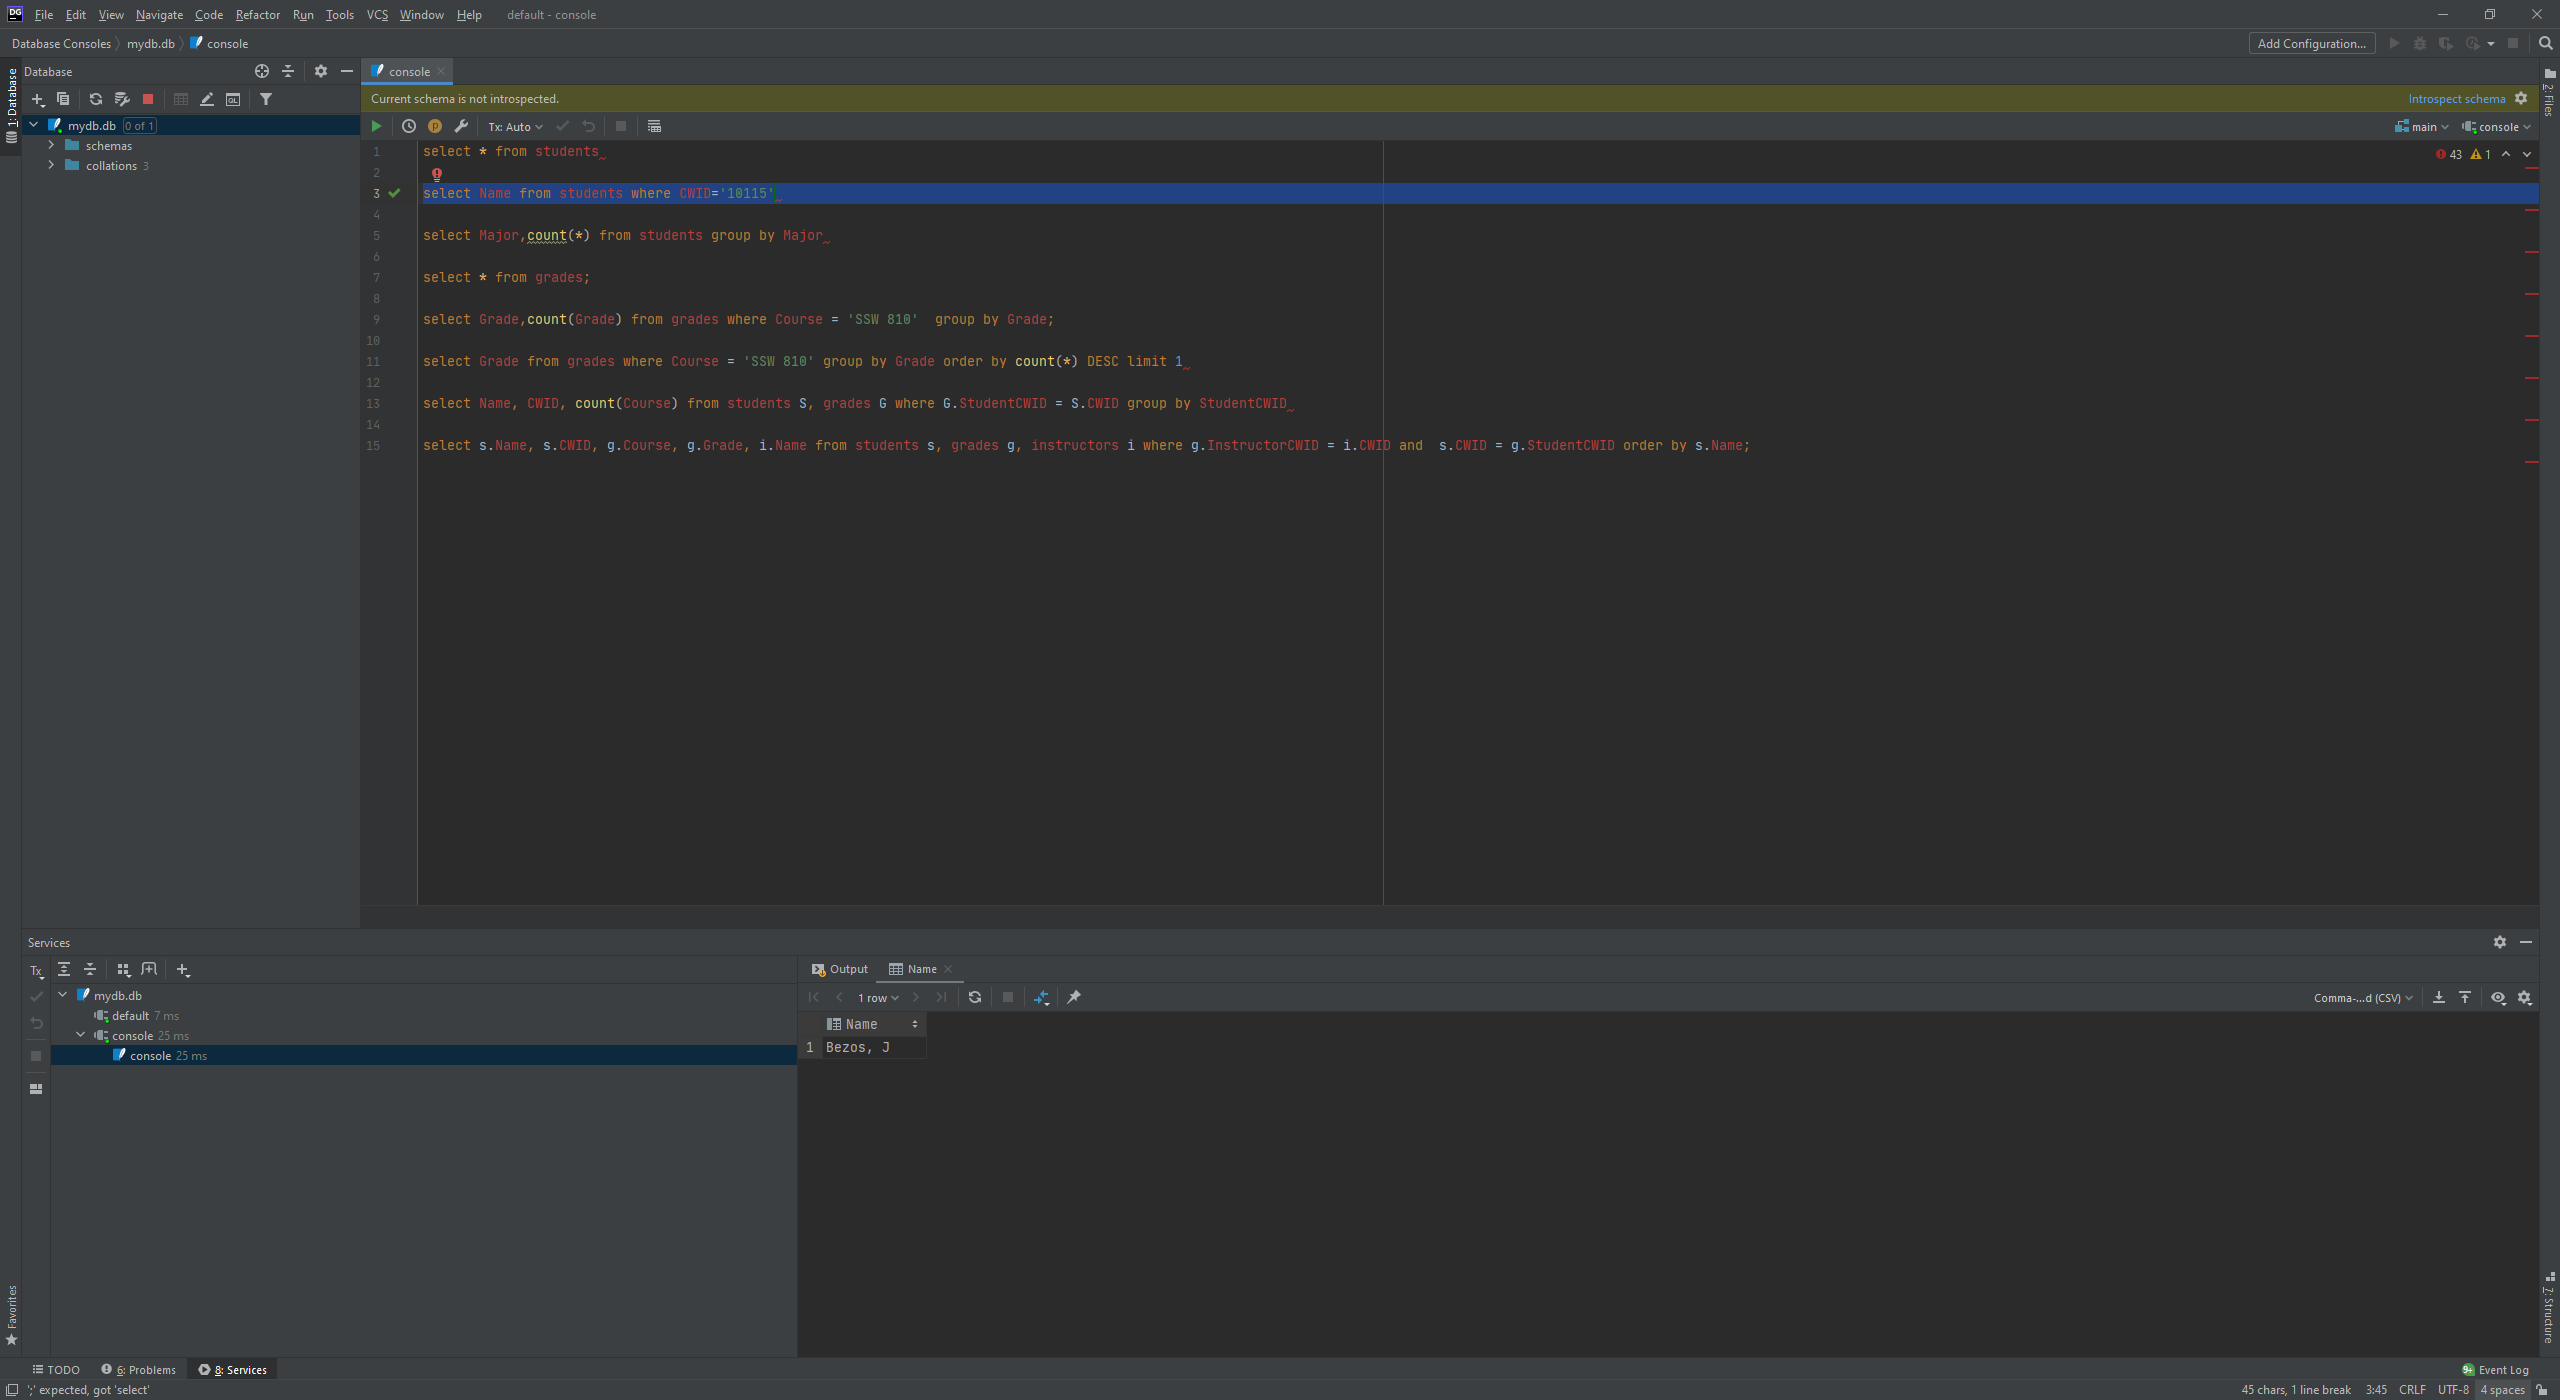 DG File Edit View Navigate Code Refactor Run Tools VCS Window Help default - console
Database Consoles mydb.db console Add Configuration...
1: Database
Database
console
2: Files
Current schema is not introspected. Introspect schema
mydb.db 0 of 1
schemas
collations 3
Tx: Auto main console
43 1
1 select * from students
2
3 select Name from students where CWID='10115'
4
5 select Major,count(*) from students group by Major
6
7 select * from grades;
8
9 select Grade,count(Grade) from grades where Course = 'SSW 810'  group by Grade;
10
11 select Grade from grades where Course = 'SSW 810' group by Grade order by count(*) DESC limit 1
12
13 select Name, CWID, count(Course) from students S, grades G where G.StudentCWID = S.CWID group by StudentCWID
14
15 select s.Name, s.CWID, g.Course, g.Grade, i.Name from students s, grades g, instructors i where g.InstructorCWID = i.CWID and  s.CWID = g.StudentCWID order by s.Name;
Services
Tx
mydb.db
default 7 ms
console 25 ms
console 25 ms
Output Name
1 row Comma-...d (CSV)
Name
1 Bezos, J
Favorites
7: Structure
TODO 6: Problems 8: Services 9+ Event Log
';' expected, got 'select' 45 chars, 1 line break 3:45 CRLF UTF-8 4 spaces